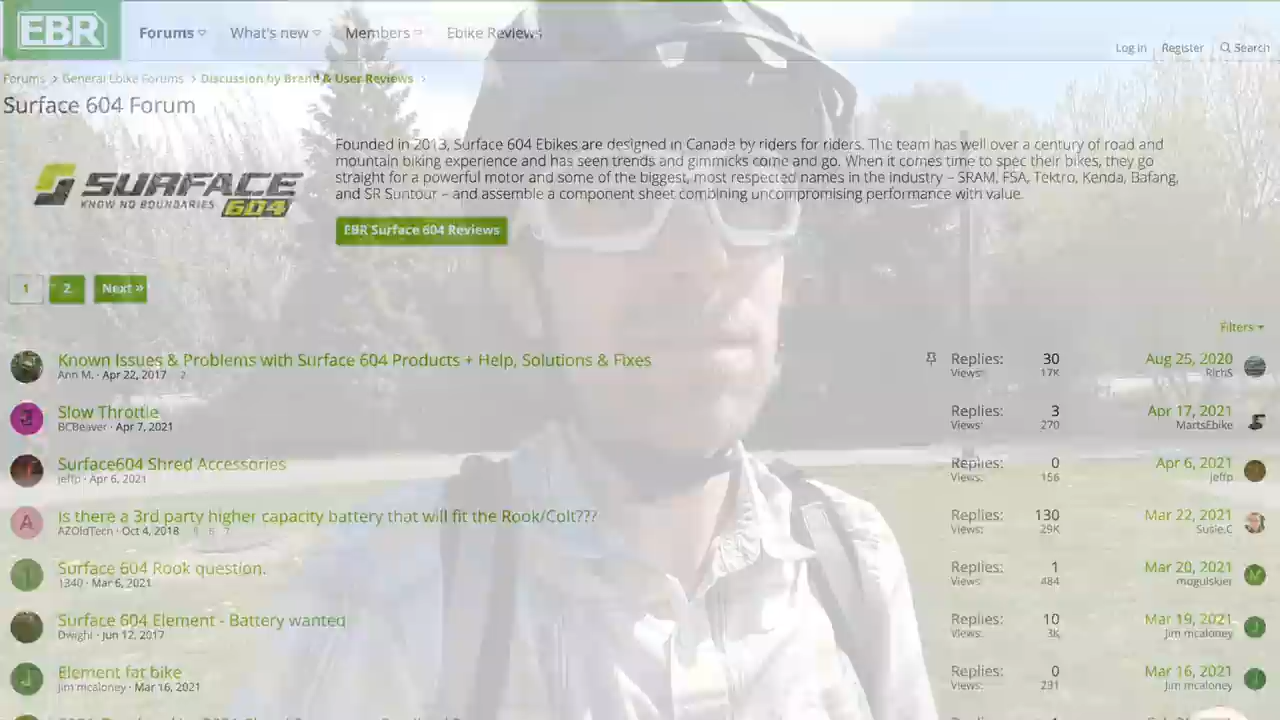 EBR
Forums What's new Members Ebike Reviews
Log in Register Search
Forums > General Ebike Forums > Discussion by Brand & User Reviews >
Surface 604 Forum
Founded in 2013, Surface 604 Ebikes are designed in Canada by riders for riders. The team has well over a century of road and
mountain biking experience and has seen trends and gimmicks come and go. When it comes time to spec their bikes, they go
straight for a powerful motor and some of the biggest, most respected names in the industry – SRAM, FSA, Tektro, Kenda, Bafang,
and SR Suntour – and assemble a component sheet combining uncompromising performance with value.
SURFACE
KNOW NO BOUNDARIES 604
EBR Surface 604 Reviews
1 2 Next »
Filters
Known Issues & Problems with Surface 604 Products + Help, Solutions & Fixes Replies: 30 Aug 25, 2020
Ann M. · Apr 22, 2017 2 Views: 17K RichS
Slow Throttle Replies: 3 Apr 17, 2021
BCBeaver · Apr 7, 2021 Views: 270 MartsEbike
Surface604 Shred Accessories Replies: 0 Apr 6, 2021
jeffp · Apr 6, 2021 Views: 156 jeffp
A Is there a 3rd party higher capacity battery that will fit the Rook/Colt??? Replies: 130 Mar 22, 2021
AZOldTech · Oct 4, 2018 6 7 Views: 29K Susie.C
1 Surface 604 Rook question. Replies: 1 Mar 20, 2021
1340 · Mar 6, 2021 Views: 484 mogulskier M
Surface 604 Element - Battery wanted Replies: 10 Mar 19, 2021
Dwight · Jun 12, 2017 Views: 3K Jim mcaloney J
J Element fat bike Replies: 0 Mar 16, 2021
Jim mcaloney · Mar 16, 2021 Views: 291 Jim mcaloney J